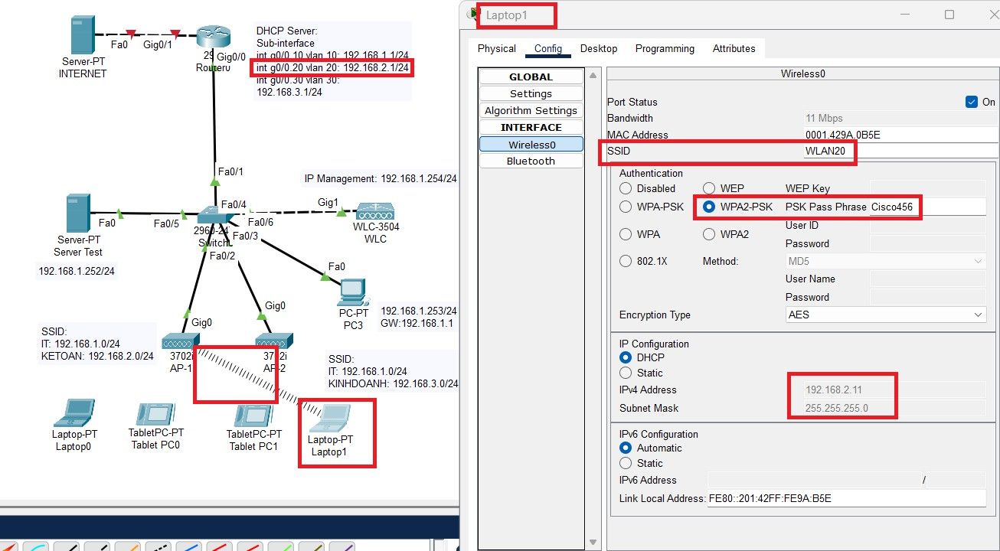 Fa0
Gig0/1
Server-PT
INTERNET
Gig0/0
DHCP Server:
Sub-interface
int g0/0.10 vlan 10: 192.168.1.1/24
int g0/0.20 vlan 20: 192.168.2.1/24
int g0/0.30 vlan 30:
192.168.3.1/24
Fa0/1
IP Management: 192.168.1.254/24
Fa0/4
Gig1
Fa0
Fa0/5
Fa0/6
Fa0/3
Fa0/2
WLC-3504
WLC
Server-PT
Server Test
192.168.1.252/24
Fa0
PC-PT
PC3
192.168.1.253/24
GW:192.168.1.1
Gig0
Gig0
SSID:
IT: 192.168.1.0/24
KETOAN: 192.168.2.0/24
3702i
AP-1
AP-2
SSID:
IT: 192.168.1.0/24
KINHDOANH: 192.168.3.0/24
Laptop-PT
Laptop0
TabletPC-PT
Tablet PC0
TabletPC-PT
Tablet PC1
Laptop-PT
Laptop1
Laptop1
Physical Config Desktop Programming Attributes
GLOBAL
Settings
Algorithm Settings
INTERFACE
Wireless0
Bluetooth
Wireless0
Port Status On
Bandwidth 11 Mbps
MAC Address 0001.429A.0B5E
SSID WLAN20
Authentication
Disabled WEP WEP Key
WPA-PSK WPA2-PSK PSK Pass Phrase Cisco456
User ID
WPA WPA2
Password
802.1X Method: MD5
User Name
Password
Encryption Type AES
IP Configuration
DHCP
Static
IPv4 Address 192.168.2.11
Subnet Mask 255.255.255.0
IPv6 Configuration
Automatic
Static
IPv6 Address /
Link Local Address: FE80::201:42FF:FE9A:B5E